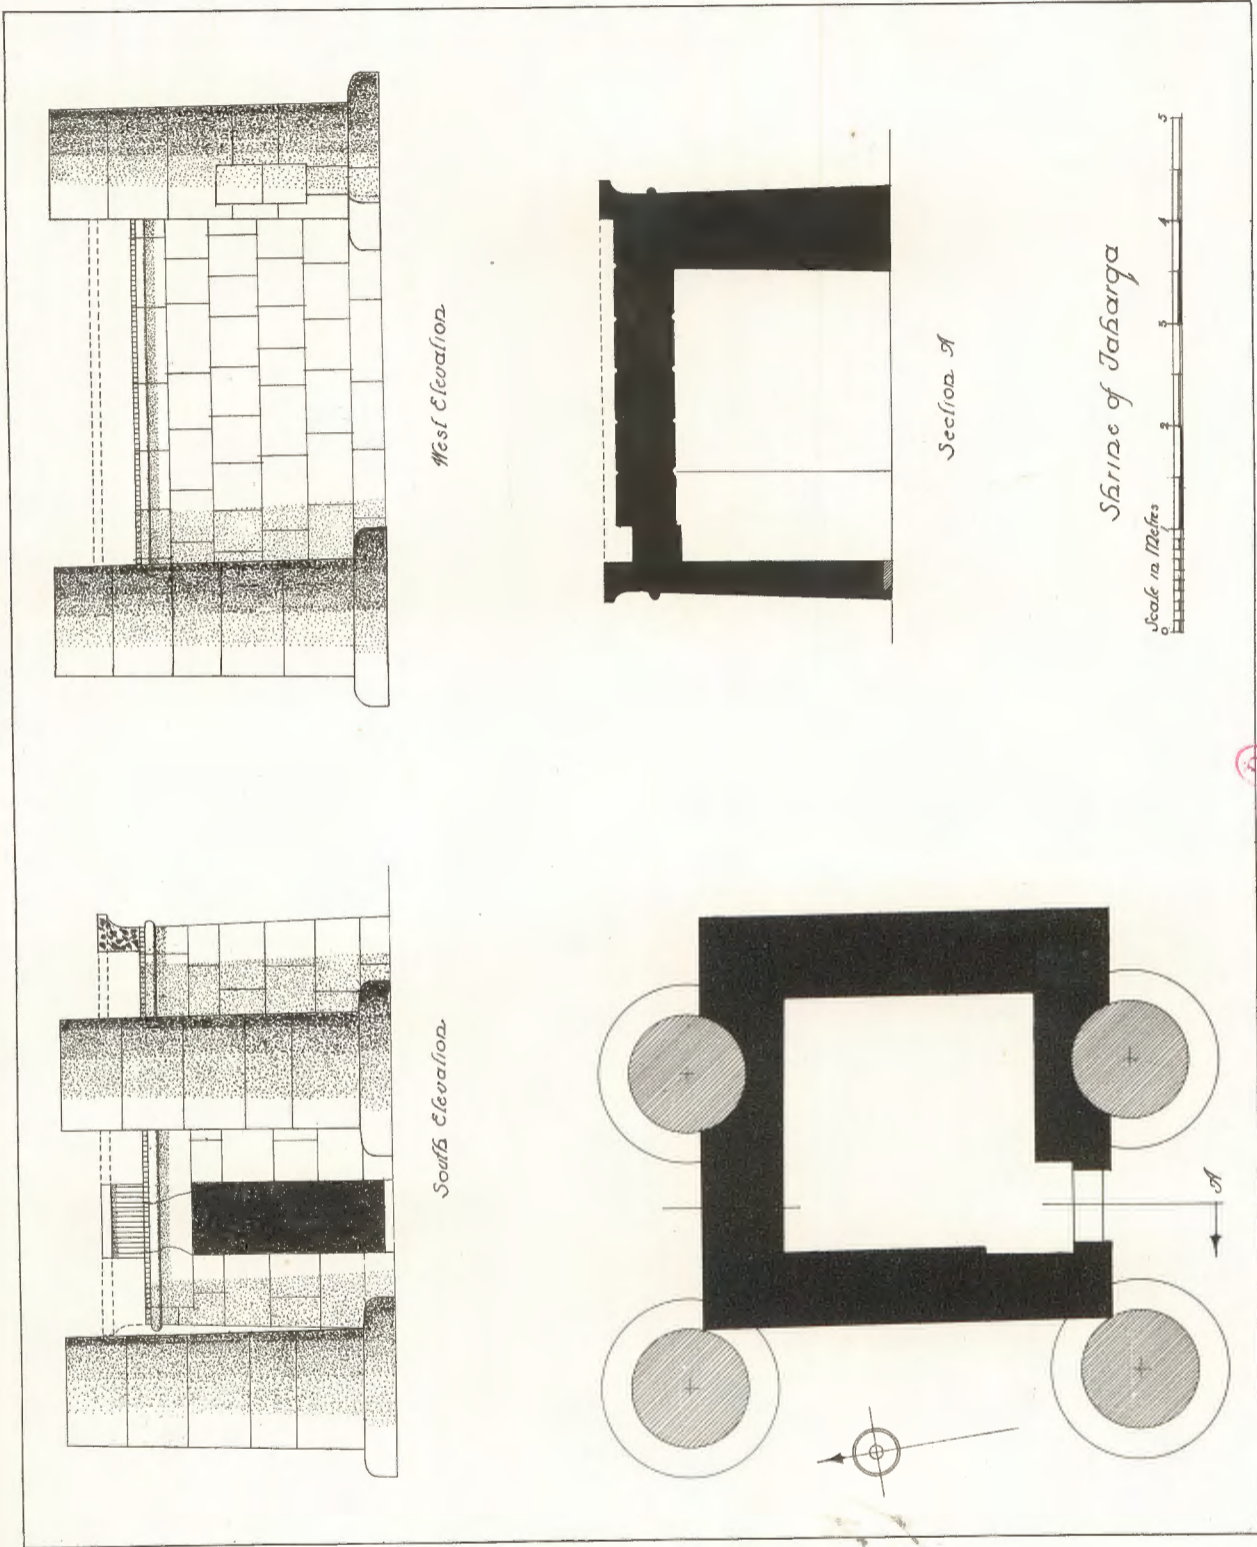 South Elevation
West Elevation
Section A
A
Shrine of Taharqa
Scale in Metres
0 1 2 3 4 5